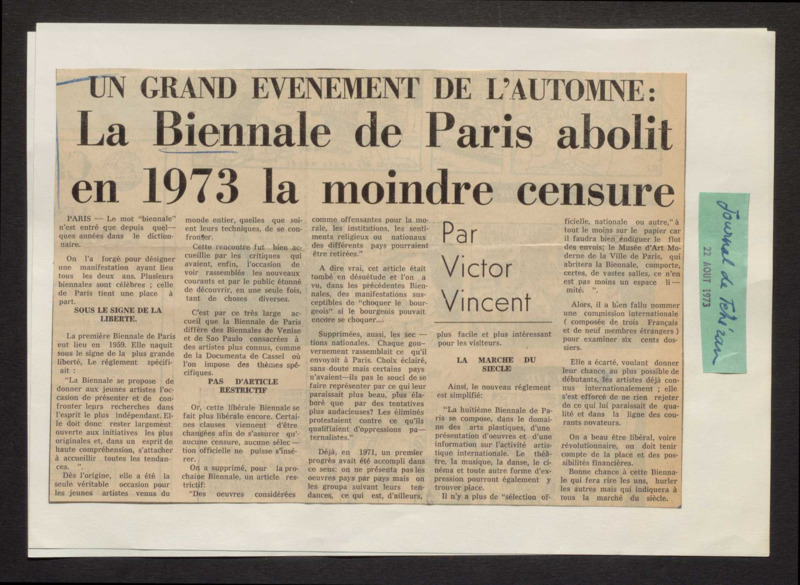 UN GRAND EVENEMENT DE L'AUTOMNE:
La Biennale de Paris abolit
en 1973 la moindre censure
PARIS — Le mot "biennale"
n'est entré que depuis quel-
ques années dans le diction-
naire.
On l'a forgé pour désigner
une manifestation ayant lieu
tous les deux ans. Plusieurs
biennales sont célèbres ; celle
de Paris tient une place à
part.
SOUS LE SIGNE DE LA
LIBERTE.
La première Biennale de Paris
eut lieu en 1959. Elle naquit
sous le signe de la plus grande
liberté, Le règlement spécifi-
ait :
"La Biennale se propose de
donner aux jeunes artistes l'oc-
casion de présenter et de con-
fronter leurs recherches dans
l'esprit le plus indépendant. El-
le doit donc rester largement
ouverte aux initiatives les plus
originales et, dans un esprit de
haute compréhension, s'attacher
à accueillir toutes les tendan-
ces. ".
Dès l'origine, elle a été la
seule véritable occasion pour
les jeunes artistes venus du
monde entier, quelles que soi-
ent leurs techniques, de se con-
fronter.
Cette rencontre fut bien ac-
cueillie par les critiques qui
avaient, enfin, l'occasion de
voir rassemblés les nouveaux
courants et par le public étonné
de découvrir, en une seule fois,
tant de choses diverses.
C'est par ce très large ac-
cueil que la Biennale de Paris
diffère des Biennales de Venise
et de Sao Paulo consacrées à
des artistes plus connus, comme
de la Documenta de Cassel où
l'on impose des thèmes spé-
cifiques.
PAS D'ARTICLE
RESTRICTIF
Or, cette libérale Biennale se
fait plus libérale encore. Certai-
nes clauses viennent d'être
changées afin de s'assurer qu'-
aucune censure, aucune sélec —
tion officielle ne puisse s'insé-
rer.
On a supprimé, pour la pro-
chaine Biennale, un article res-
trictif:
"Des oeuvres considérées
comme offensantes pour la mo-
rale, les institutions, les senti-
ments religieux ou nationaux
des différents pays pourraient
être retirées."
A dire vrai, cet article était
tombé en désuétude et l'on a
vu, dans les précédentes Bien-
nales, des manifestations sus-
ceptibles de "choquer le bour-
geois" si le bourgeois pouvait
encore se choquer...
Supprimées, aussi, les sec —
tions nationales. Chaque gou-
vernement rassemblait ce qu'il
envoyait à Paris. Choix éclairé,
sans doute mais certains pays
n'avaient—ils pas le souci de se
faire représenter par ce qui leur
paraissait plus beau, plus éla-
boré que par des tentatives
plus audacieuses? Les éliminés
protestaient contre ce qu'ils
qualifiaient d'oppressions pa-
ternalistes."
Déjà, en 1971, un premier
progrès avait été accompli dans
ce sens: on ne présenta pas les
oeuvres pays par pays mais on
les groupa suivant leurs ten-
dances, ce qui est, d'ailleurs,
Par
Victor
Vincent
plus facile et plus intéressant
pour les visiteurs.
LA MARCHE DU
SIECLE
Ainsi, le nouveau règlement
est simplifié:
"La huitième Biennale de Pa-
ris se compose, dans le domai-
ne des arts plastiques, d'une
présentation d'oeuvres et d'une
information sur l'activité artis-
tique internationale. Le théâ-
tre, la musique, la danse, le ci-
néma et toute autre forme d'ex-
pression pourront également y
trouver place.
Il n'y a plus de "sélection of-
ficielle, nationale ou autre," à
tout le moins sur le papier car
il faudra bien endiguer le flot
des envois; le Musée d'Art Mo-
derne de la Ville de Paris, qui
abritera la Biennale, comporte,
certes, de vastes salles, ce n'en
est pas moins un espace li—
mité. ".
Alors, il a bien fallu nommer
une commission internationale
( composée de trois Français
et de neuf membres étrangers )
pour examiner six cents dos-
siers.
Elle a écarté, voulant donner
leur chance au plus possible de
débutants, les artistes déjà con-
nus internationalement ; elle
s'est efforcé de ne rien rejeter
de ce qui lui paraissait de qua-
lité et dans la ligne des cou-
rants novateurs.
On a beau être libéral, voire
révolutionnaire, on doit tenir
compte de la place et des pos-
sibilités financières.
Bonne chance à cette Bienna-
le qui fera rire les uns, hurler
les autres mais qui indiquera à
tous la marché du siècle.
Journal de Téhéran
22 AOUT 1973